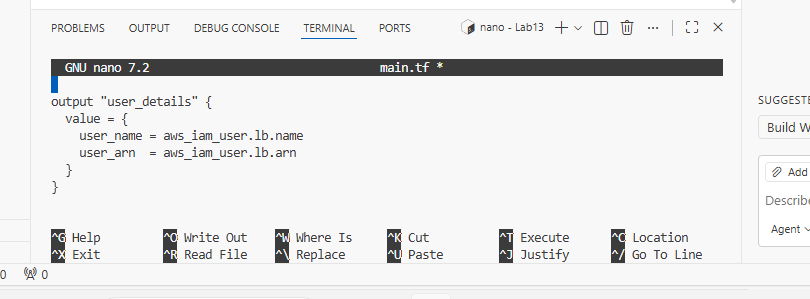 PROBLEMS OUTPUT DEBUG CONSOLE TERMINAL PORTS nano - Lab13
GNU nano 7.2 main.tf *
output "user_details" {
  value = {
    user_name = aws_iam_user.lb.name
    user_arn  = aws_iam_user.lb.arn
  }
}
^G Help ^O Write Out ^W Where Is ^K Cut ^T Execute ^C Location
^X Exit ^R Read File ^\ Replace ^U Paste ^J Justify ^/ Go To Line
0 0
SUGGESTE
Build W
Add
Describe
Agent